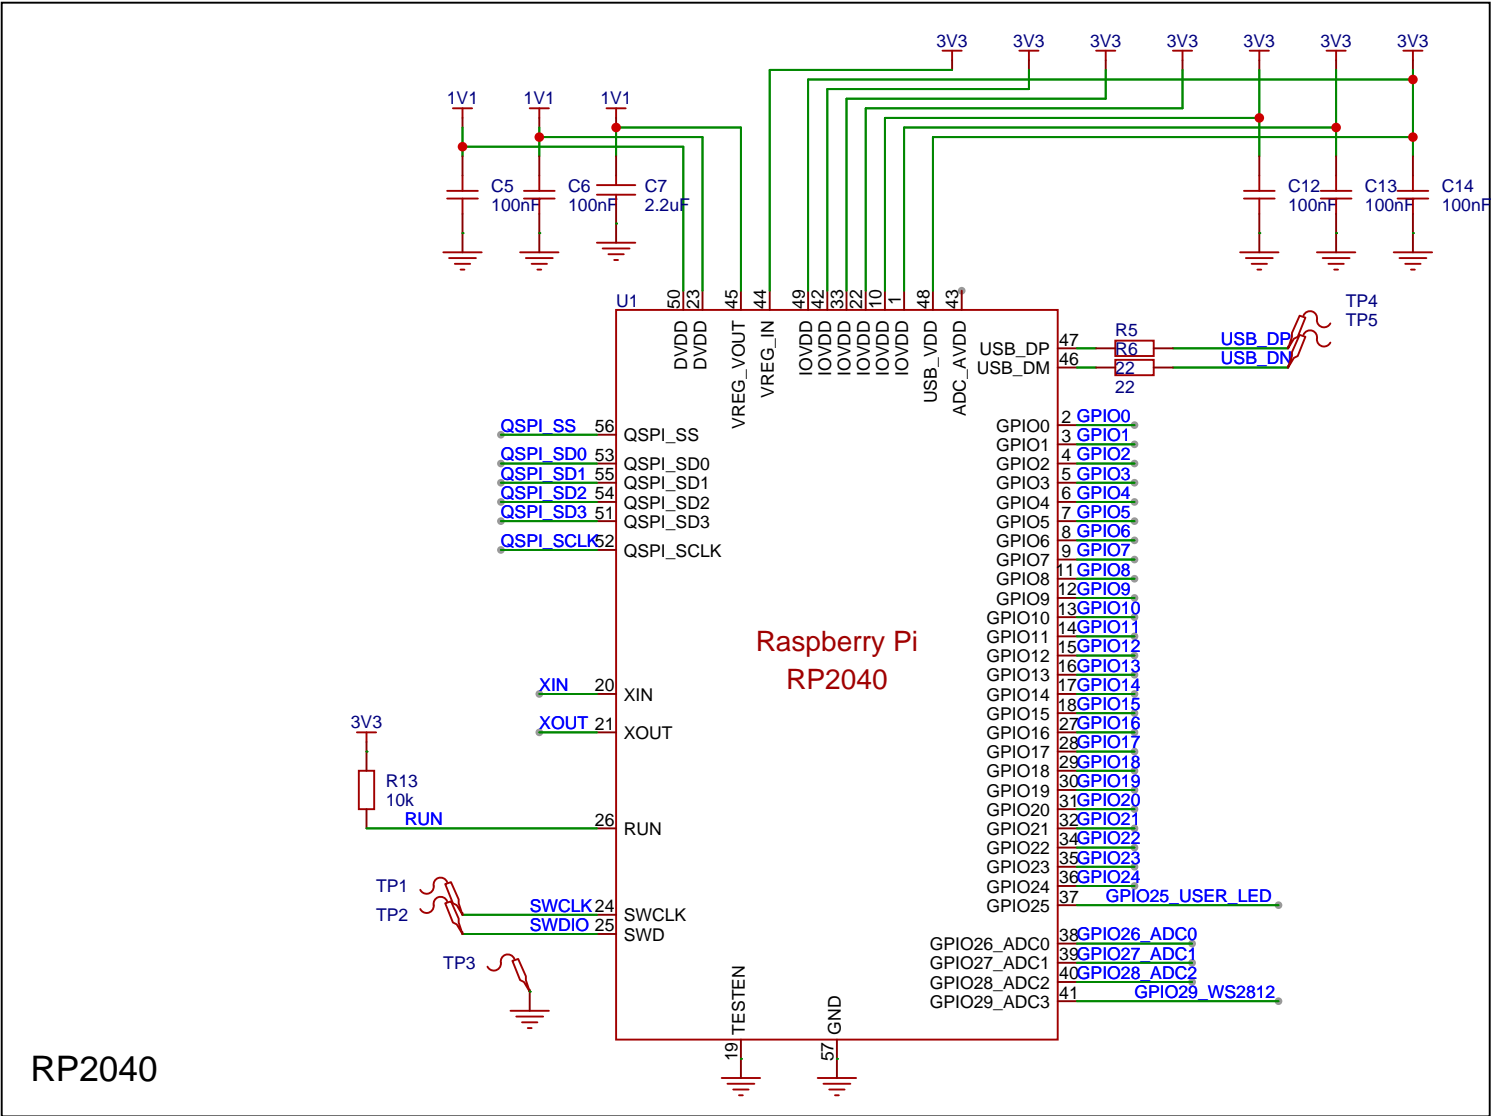 3V3 3V3 3V3 3V3 3V3 3V3 3V3
1V1 1V1 1V1
C5 C6 C7
100nF 100nF 2.2uF
C12 C13 C14
100nF 100nF 100nF
U1
50 23 45 44 49 42 33 22 10 1 48 43
DVDD DVDD VREG_VOUT VREG_IN IOVDD IOVDD IOVDD IOVDD IOVDD IOVDD USB_VDD ADC_AVDD
TP4
TP5
USB_DP 47 R5 USB_DP
USB_DM 46 R6 USB_DN
22
22
QSPI_SS 56 QSPI_SS
QSPI_SD0 53 QSPI_SD0
QSPI_SD1 55 QSPI_SD1
QSPI_SD2 54 QSPI_SD2
QSPI_SD3 51 QSPI_SD3
QSPI_SCLK 52 QSPI_SCLK
GPIO0 2 GPIO0
GPIO1 3 GPIO1
GPIO2 4 GPIO2
GPIO3 5 GPIO3
GPIO4 6 GPIO4
GPIO5 7 GPIO5
GPIO6 8 GPIO6
GPIO7 9 GPIO7
GPIO8 11 GPIO8
GPIO9 12 GPIO9
GPIO10 13 GPIO10
GPIO11 14 GPIO11
GPIO12 15 GPIO12
GPIO13 16 GPIO13
GPIO14 17 GPIO14
GPIO15 18 GPIO15
GPIO16 27 GPIO16
GPIO17 28 GPIO17
GPIO18 29 GPIO18
GPIO19 30 GPIO19
GPIO20 31 GPIO20
GPIO21 32 GPIO21
GPIO22 34 GPIO22
GPIO23 35 GPIO23
GPIO24 36 GPIO24
GPIO25 37 GPIO25_USER_LED
GPIO26_ADC0 38 GPIO26_ADC0
GPIO27_ADC1 39 GPIO27_ADC1
GPIO28_ADC2 40 GPIO28_ADC2
GPIO29_ADC3 41 GPIO29_WS2812
Raspberry Pi
RP2040
XIN 20 XIN
XOUT 21 XOUT
3V3
R13
10k
RUN 26 RUN
TP1
TP2
SWCLK 24 SWCLK
SWDIO 25 SWD
TP3
TESTEN GND
19 57
RP2040